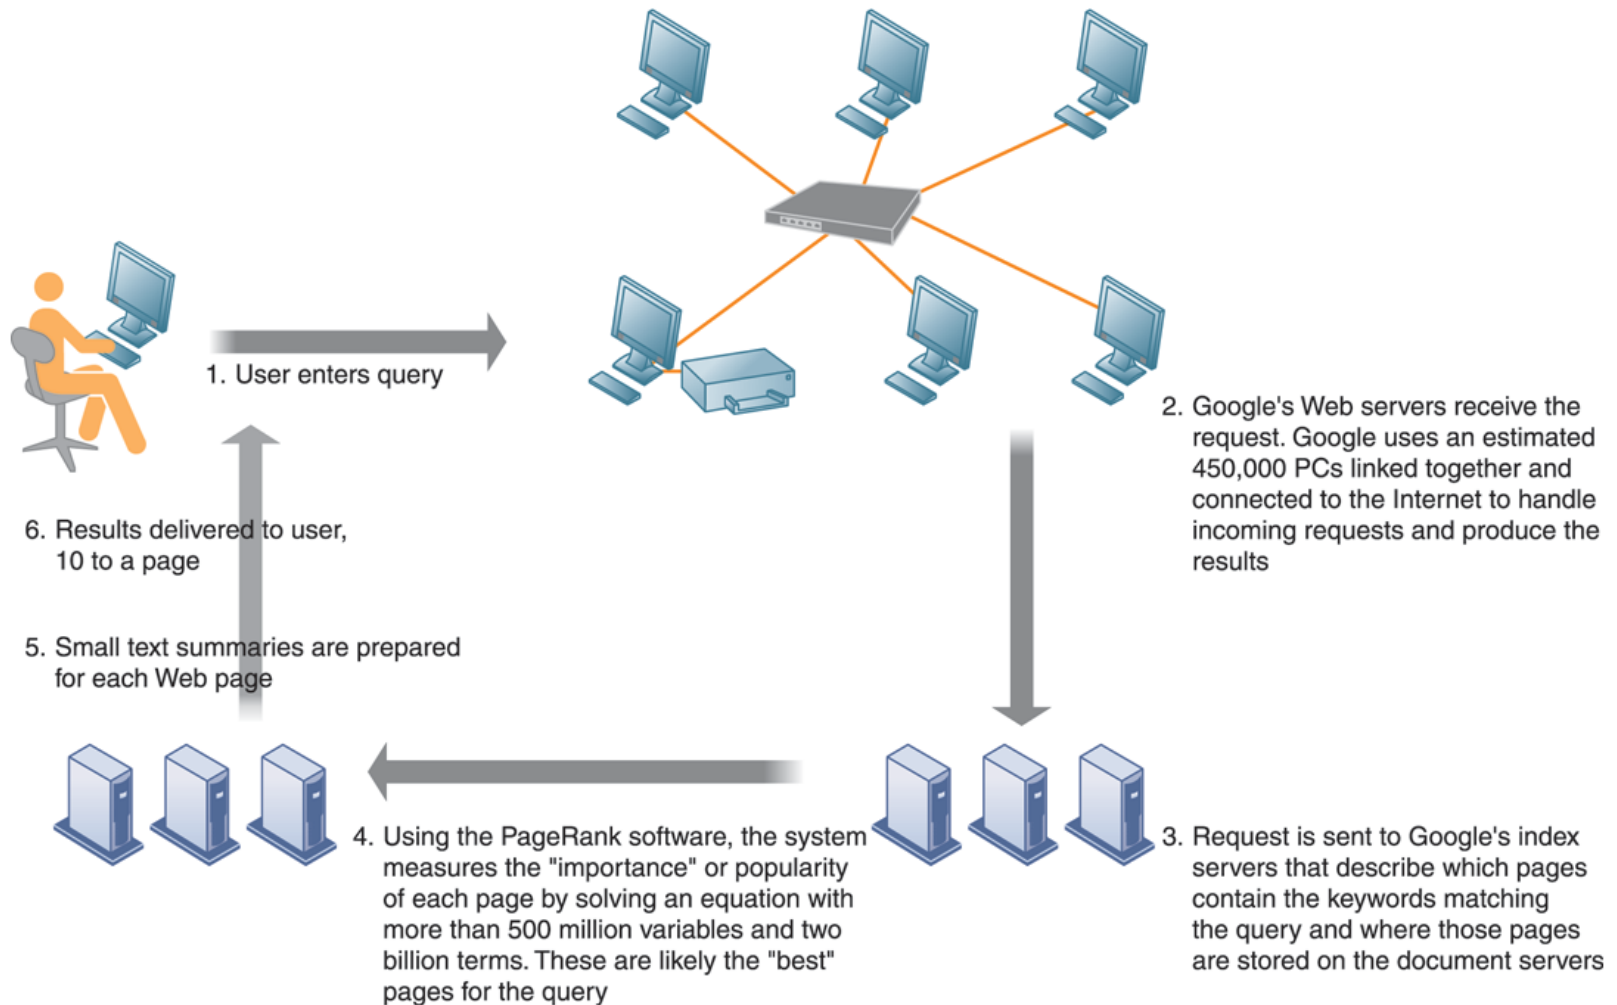 1. User enters query
2. Google's Web servers receive the
request. Google uses an estimated
450,000 PCs linked together and
connected to the Internet to handle
incoming requests and produce the
results
3. Request is sent to Google's index
servers that describe which pages
contain the keywords matching
the query and where those pages
are stored on the document servers
4. Using the PageRank software, the system
measures the "importance" or popularity
of each page by solving an equation with
more than 500 million variables and two
billion terms. These are likely the "best"
pages for the query
5. Small text summaries are prepared
for each Web page
6. Results delivered to user,
10 to a page